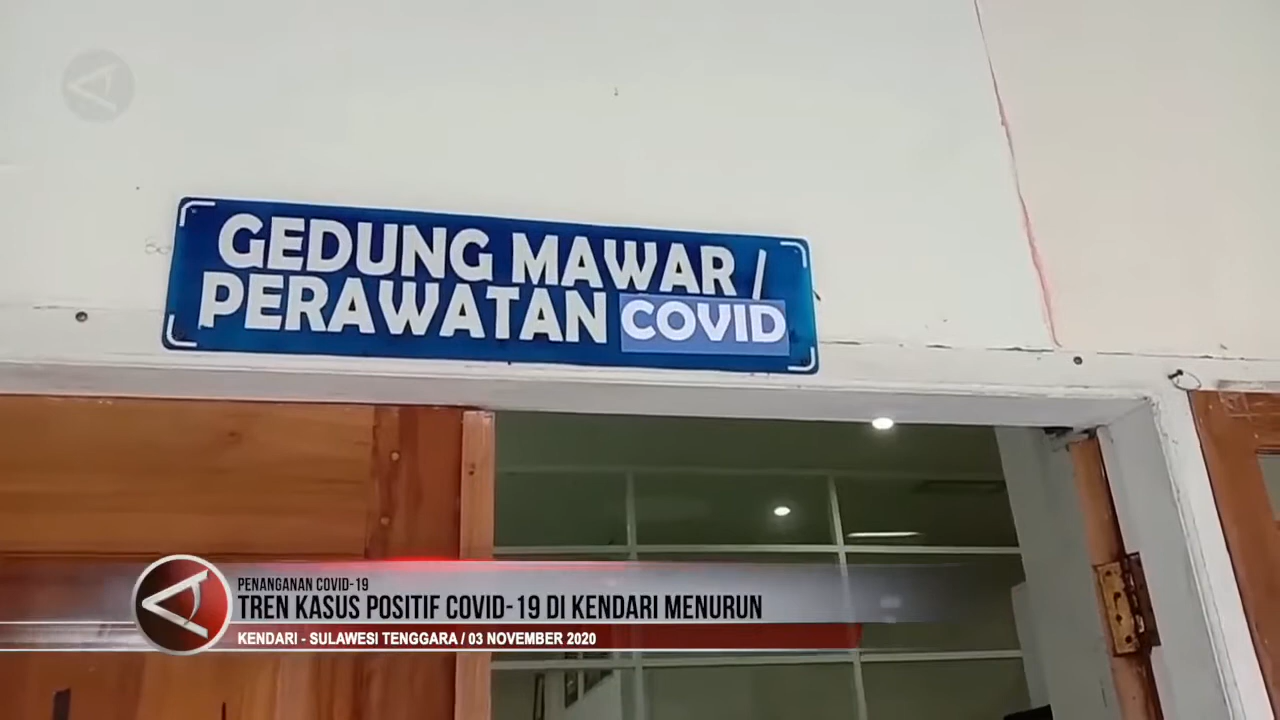 GEDUNG MAWAR /
PERAWATAN COVID
PENANGANAN COVID-19
TREN KASUS POSITIF COVID-19 DI KENDARI MENURUN
KENDARI - SULAWESI TENGGARA / 03 NOVEMBER 2020